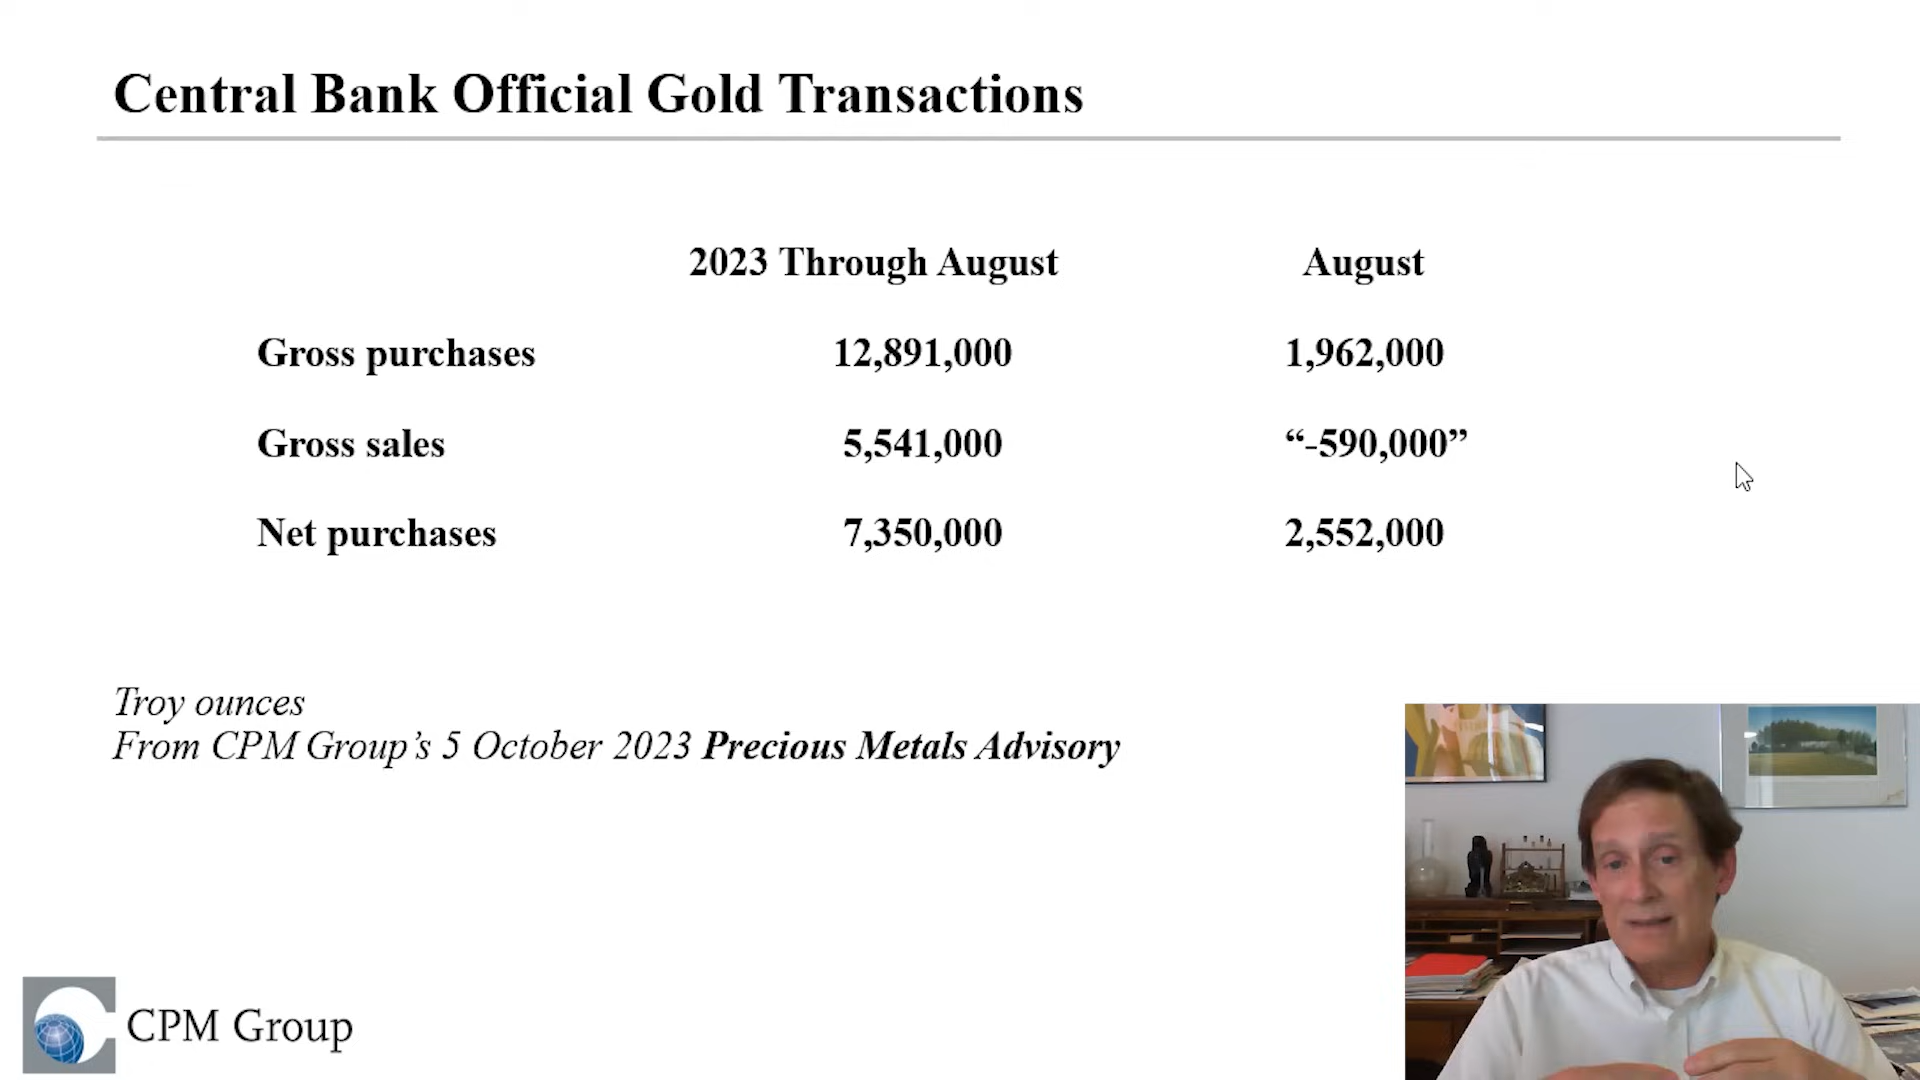 Central Bank Official Gold Transactions
2023 Through August August
Gross purchases 12,891,000 1,962,000
Gross sales 5,541,000 “-590,000”
Net purchases 7,350,000 2,552,000
Troy ounces
From CPM Group’s 5 October 2023 Precious Metals Advisory
CPM Group